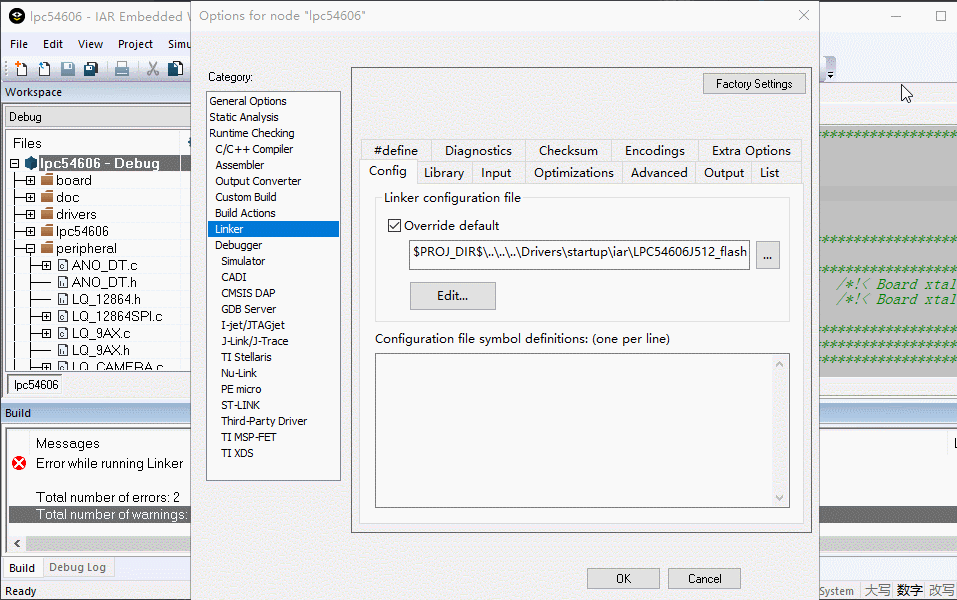 lpc54606 - IAR Embedded
Options for node "lpc54606"
File Edit View Project
Workspace
Debug
Files
lpc54606 - Debug
board
doc
drivers
lpc54606
peripheral
ANO_DT.c
ANO_DT.h
LQ_12864.h
LQ_12864SPI.c
LQ_9AX.c
LQ_9AX.h
LQ_CAMERA.c
lpc54606
Category:
General Options
Static Analysis
Runtime Checking
C/C++ Compiler
Assembler
Output Converter
Custom Build
Build Actions
Linker
Debugger
Simulator
CADI
CMSIS DAP
GDB Server
I-jet/JTAGjet
J-Link/J-Trace
TI Stellaris
Nu-Link
PE micro
ST-LINK
Third-Party Driver
TI MSP-FET
TI XDS
Factory Settings
#define Diagnostics Checksum Encodings Extra Options
Config Library Input Optimizations Advanced Output List
Linker configuration file
Override default
$PROJ_DIR$\..\..\..\Drivers\startup\iar\LPC54606J512_flash
...
Edit...
Configuration file symbol definitions: (one per line)
OK Cancel
*******************
*******************
*******************
/*!< Board xtal
/*!< Board xtal
*******************
*******************
*******************
Build
Messages
Error while running Linker
Total number of errors: 2
Total number of warnings:
Build Debug Log
Ready
System 大写 数字 改写